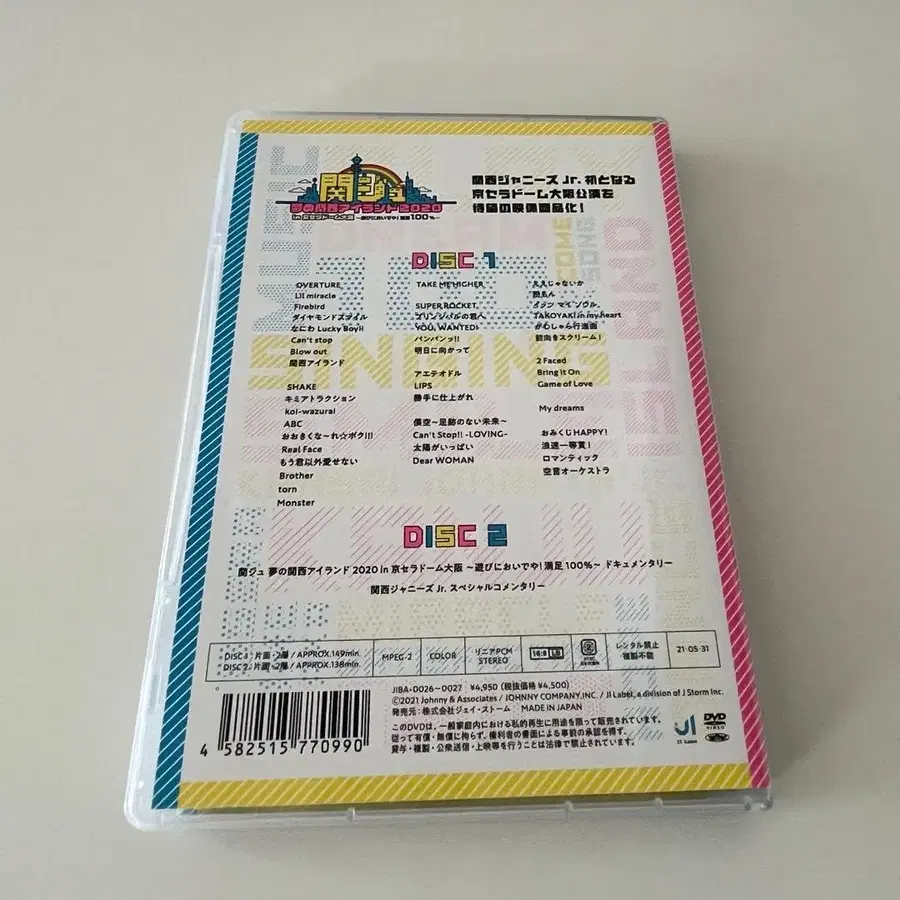 関ジュ
夢の関西アイランド2020
in 京セラドーム大阪 ～遊びにおいでや! 満足100%～
関西ジャニーズ Jr. 初となる
京セラドーム大阪公演を
待望の映像商品化!
DISC 1
OVERTURE
Lil miracle
Firebird
ダイヤモンドスマイル
なにわ Lucky Boy!!
Can't stop
Blow out
関西アイランド
SHAKE
キミアトラクション
koi-wazurai
ABC
おおきくな～れ☆ボク!!!
Real Face
もう君以外愛せない
Brother
torn
Monster
TAKE ME HIGHER
SUPER ROCKET
プリンシパルの君へ
YOU, WANTED!
バンバンッ!!
明日に向かって
アエテオドル
LIPS
勝手に仕上がれ
僕空～足跡のない未来～
Can't Stop!! -LOVING-
太陽がいっぱい
Dear WOMAN
ええじゃないか
イッツ マイ ソウル
TAKOYAKI in my heart
がむしゃら行進曲
前向きスクリーム!
2 Faced
Bring It On
Game of Love
My dreams
おみくじHAPPY!
浪速一等賞!
ロマンティック
空言オーケストラ
DISC 2
関ジュ 夢の関西アイランド 2020 in 京セラドーム大阪 ～遊びにおいでや! 満足 100%～ ドキュメンタリー
関西ジャニーズ Jr. スペシャルコメンタリー
DISC 1 : 片面・2層 / APPROX.149min.
DISC 2 : 片面・2層 / APPROX.138min.
MPEG-2
COLOR
リニアPCM
STEREO
16:9 LB
レンタル禁止
複製不能
21・05・31
JIBA-0026～0027 ¥4,950 (税抜価格 ¥4,500)
©2021 Johnny & Associates / JOHNNY COMPANY,INC. / JI Label, a division of J Storm Inc.
発売元：株式会社ジェイ・ストーム MADE IN JAPAN
このDVDは、一般家庭内における私的再生に用途を限って販売されています。
従って有償・無償に拘らず、権利者の書面による事前の承認を得ず、
貸与・複製・公衆送信・上映等を行うことは法律で禁止されています。
JI Label
DVD
VIDEO
4 582515 770990